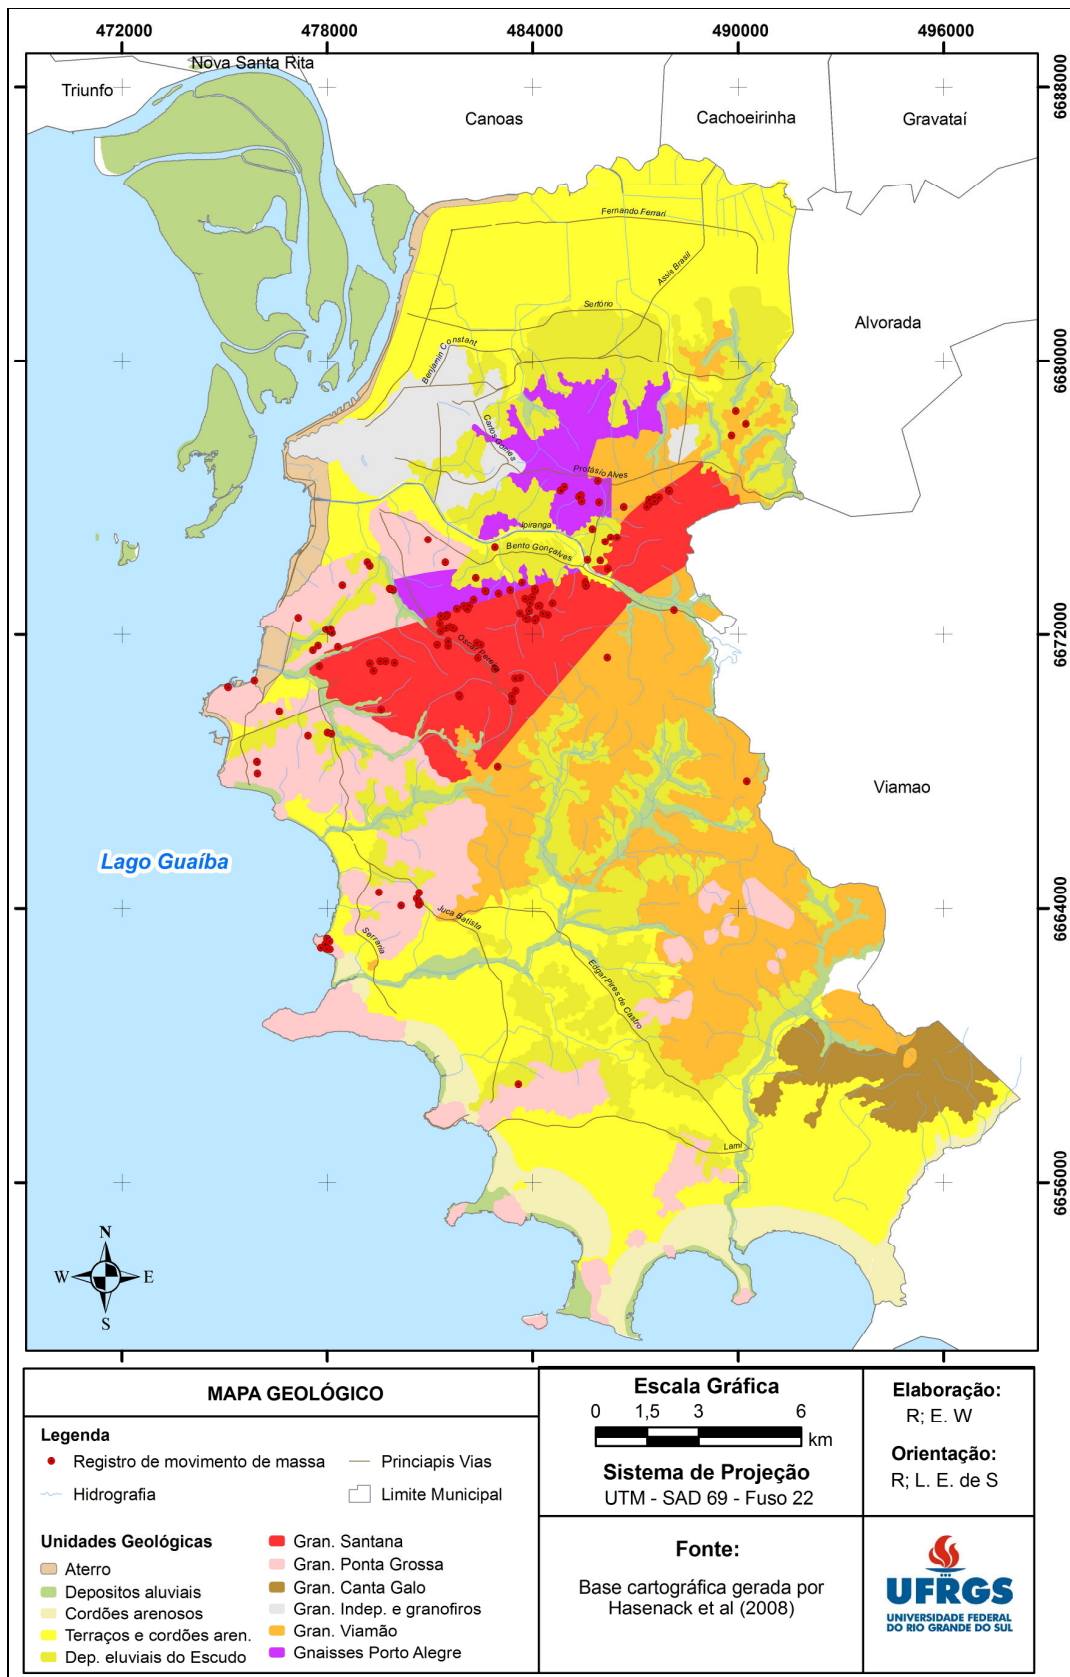 472000 478000 484000 490000 496000
Nova Santa Rita
Triunfo
Canoas
Cachoeirinha
Gravataí
6688000
Fernando Ferrari
Assis Brasil
Sertório
Alvorada
Benjamin Constant
6680000
Carlos Gomes
Protásio Alves
Ipiranga
Bento Gonçalves
6672000
Oscar Pereira
Viamao
Lago Guaíba
Juca Batista
6664000
Serraria
Edgar Pires de Castro
Lami
6656000
N
W E
S
MAPA GEOLÓGICO
Legenda
Registro de movimento de massa
Principais Vias
Hidrografia
Limite Municipal
Unidades Geológicas
Aterro
Depositos aluviais
Cordões arenosos
Terraços e cordões aren.
Dep. eluviais do Escudo
Gran. Santana
Gran. Ponta Grossa
Gran. Canta Galo
Gran. Indep. e granofiros
Gran. Viamão
Gnaisses Porto Alegre
Escala Gráfica
0 1,5 3 6
km
Sistema de Projeção
UTM - SAD 69 - Fuso 22
Fonte:
Base cartográfica gerada por
Hasenack et al (2008)
Elaboração:
R; E. W
Orientação:
R; L. E. de S
UFRGS
UNIVERSIDADE FEDERAL
DO RIO GRANDE DO SUL